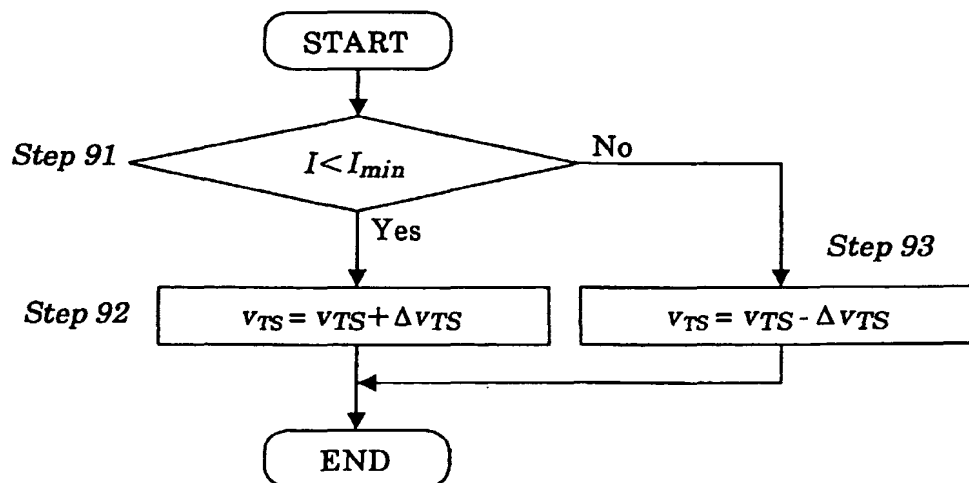 START
Step 91
I < I_min
No
Yes
Step 93
Step 92
v_TS = v_TS + Δv_TS
v_TS = v_TS - Δv_TS
END